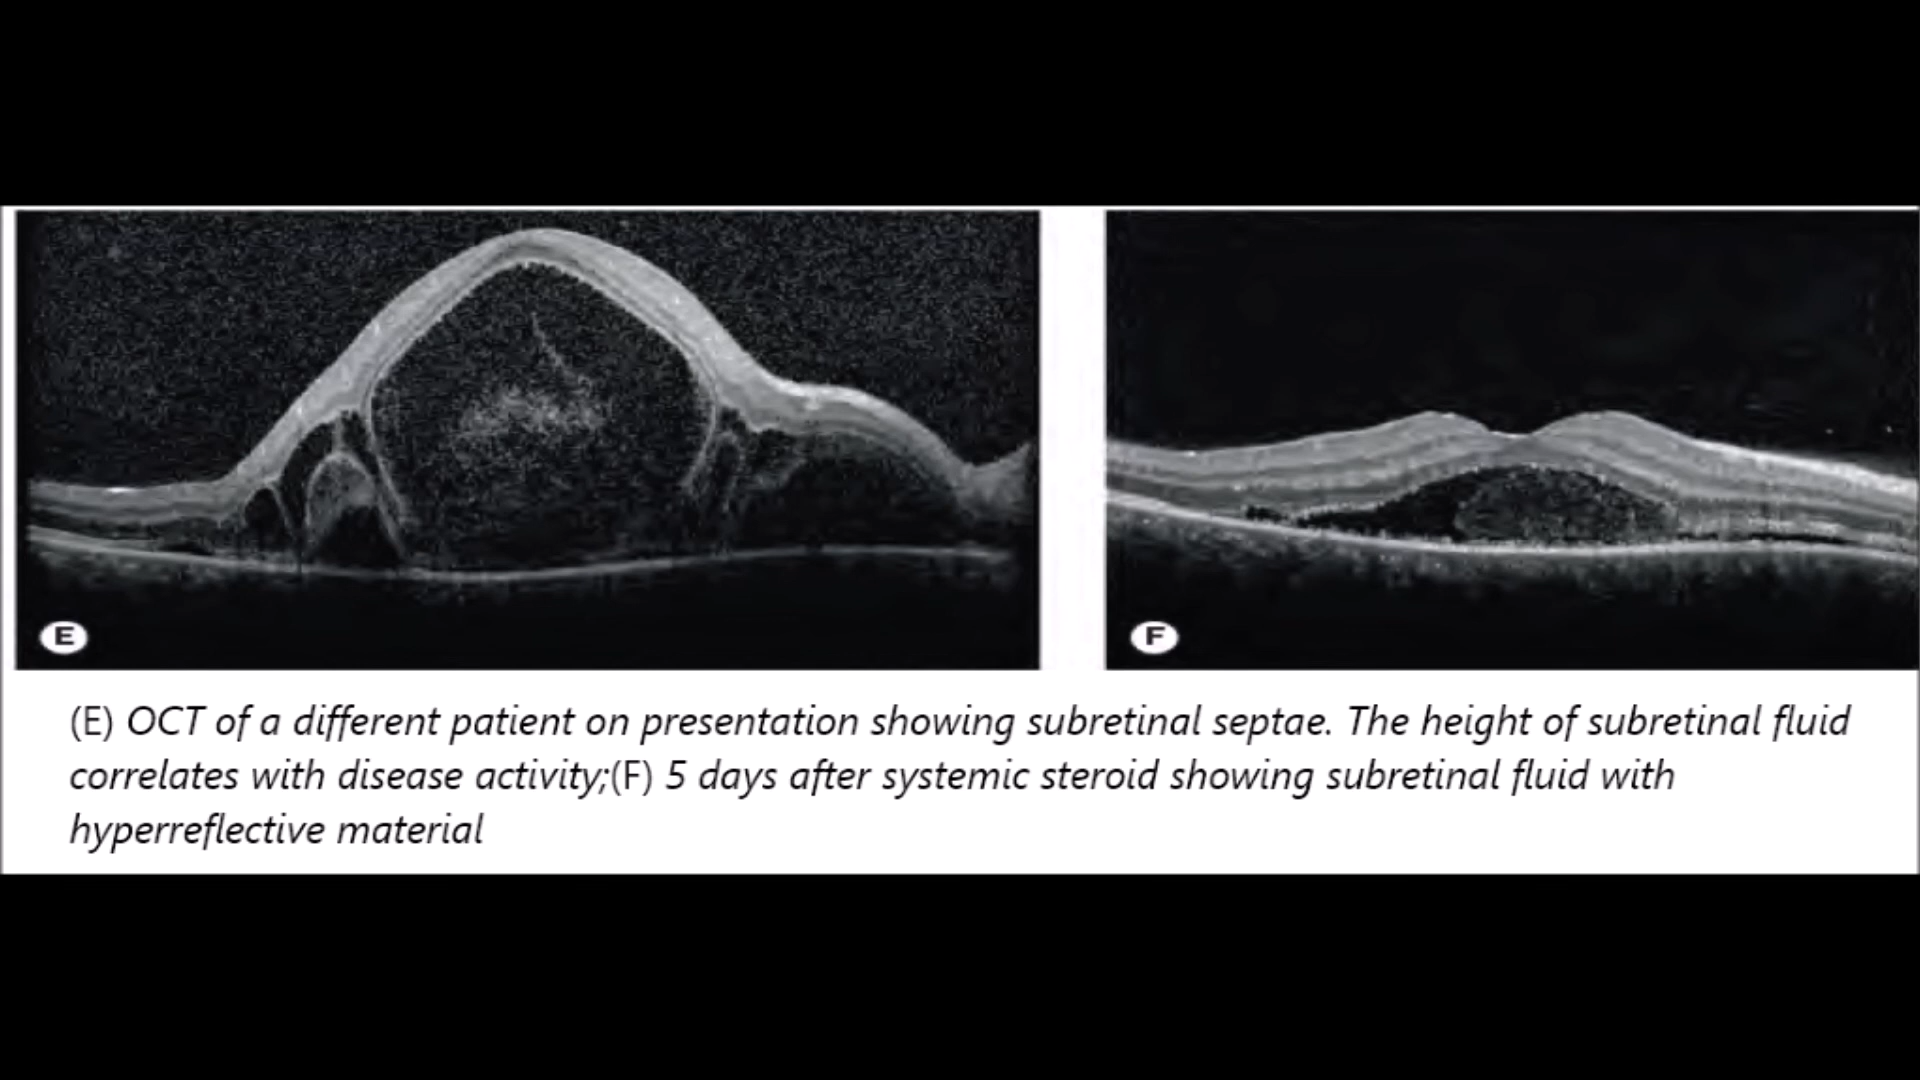 E
F
(E) OCT of a different patient on presentation showing subretinal septae. The height of subretinal fluid
correlates with disease activity;(F) 5 days after systemic steroid showing subretinal fluid with
hyperreflective material